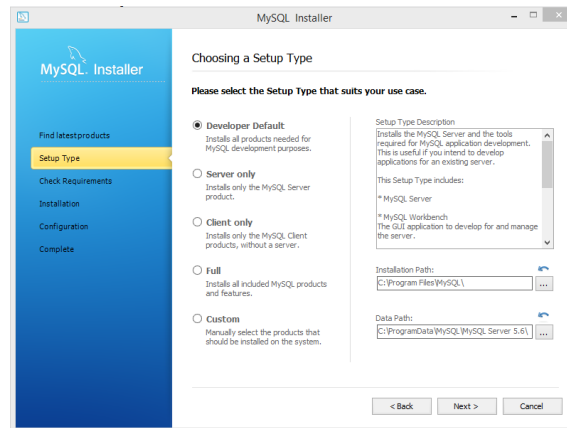 MySQL Installer
MySQL. Installer
Find latest products
Setup Type
Check Requirements
Installation
Configuration
Complete
Choosing a Setup Type
Please select the Setup Type that suits your use case.
Developer Default
Installs all products needed for
MySQL development purposes.
Server only
Installs only the MySQL Server
product.
Client only
Installs only the MySQL Client
products, without a server.
Full
Installs all included MySQL products
and features.
Custom
Manually select the products that
should be installed on the system.
Setup Type Description
Installs the MySQL Server and the tools
required for MySQL application development.
This is useful if you intend to develop
applications for an existing server.
This Setup Type includes:
* MySQL Server
* MySQL Workbench
The GUI application to develop for and manage
the server.
Installation Path:
C:\Program Files\MySQL\
...
Data Path:
C:\ProgramData\MySQL\MySQL Server 5.6\
...
< Back
Next >
Cancel